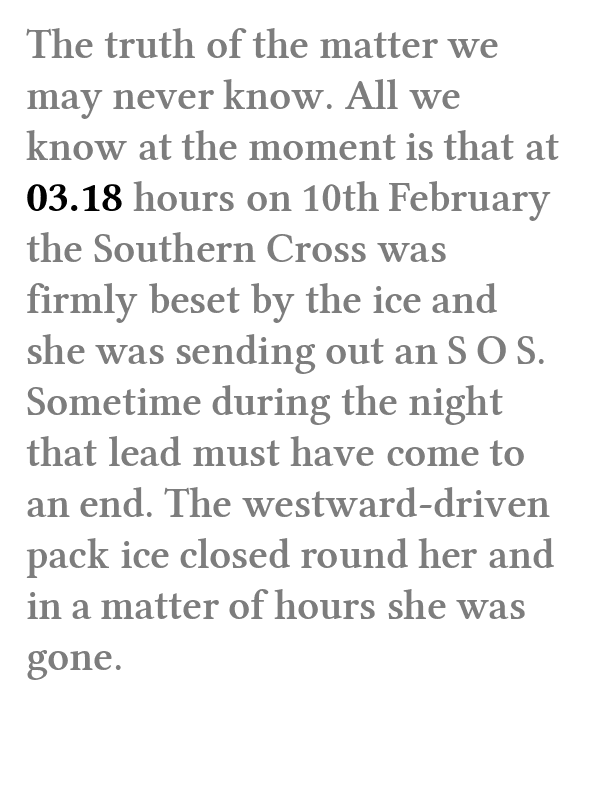 The truth of the matter we
may never know. All we
know at the moment is that at
03.18 hours on 10th February
the Southern Cross was
firmly beset by the ice and
she was sending out an S O S.
Sometime during the night
that lead must have come to
an end. The westward-driven
pack ice closed round her and
in a matter of hours she was
gone.